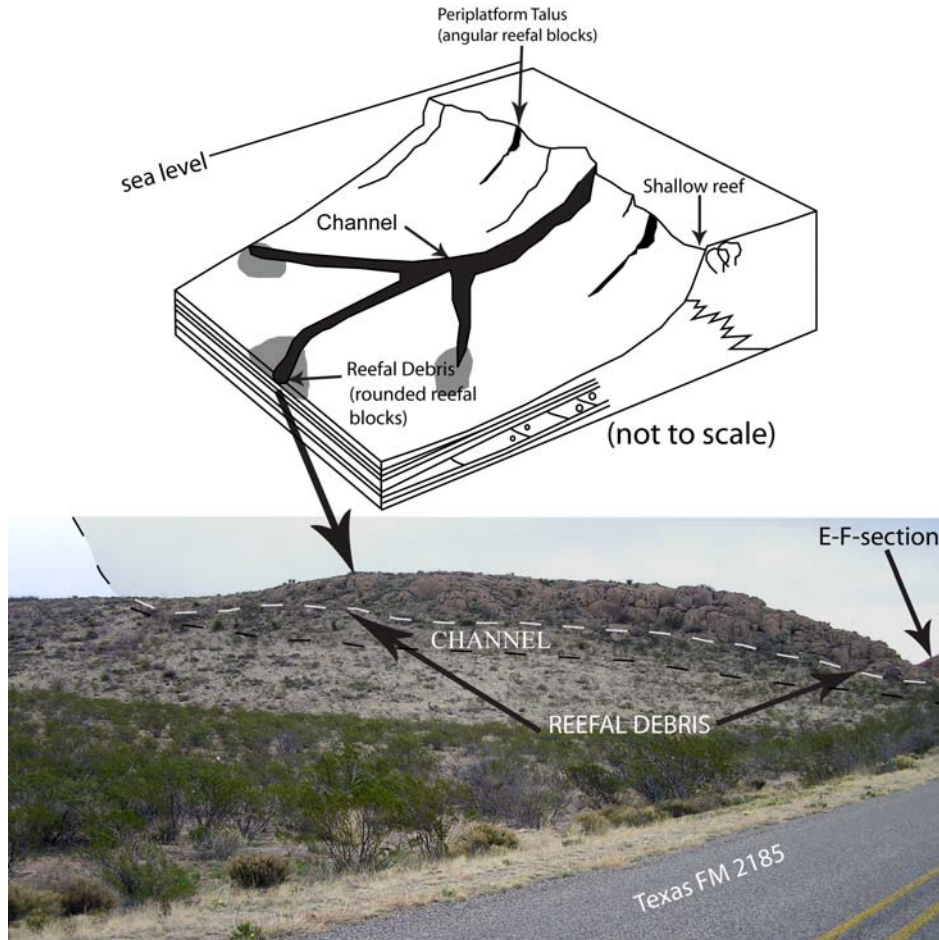 Periplatform Talus
(angular reefal blocks)
sea level
Shallow reef
Channel
Reefal Debris
(rounded reefal
blocks)
(not to scale)
E-F-section
CHANNEL
REEFAL DEBRIS
Texas FM 2185